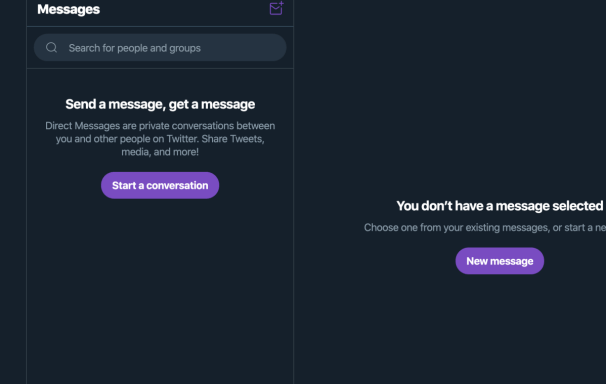 Messages
Search for people and groups
Send a message, get a message
Direct Messages are private conversations between
you and other people on Twitter. Share Tweets,
media, and more!
Start a conversation
You don’t have a message selected
Choose one from your existing messages, or start a
New message